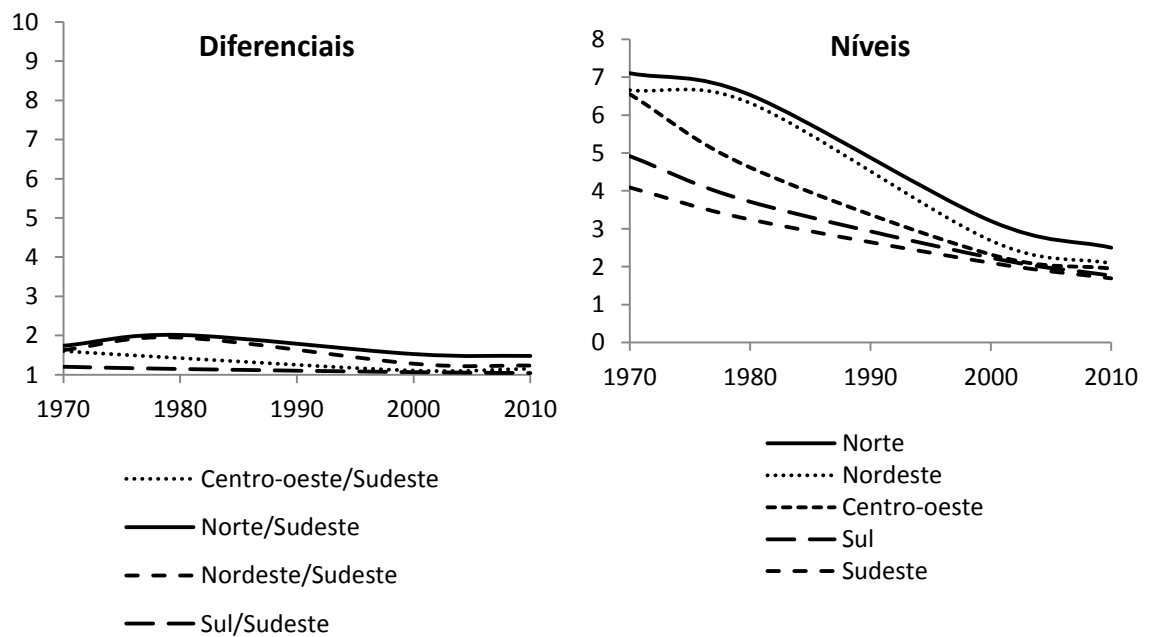 Diferenciais
10
9
8
7
6
5
4
3
2
1
1970 1980 1990 2000 2010
Centro-oeste/Sudeste
Norte/Sudeste
Nordeste/Sudeste
Sul/Sudeste
Níveis
8
7
6
5
4
3
2
1
0
1970 1980 1990 2000 2010
Norte
Nordeste
Centro-oeste
Sul
Sudeste